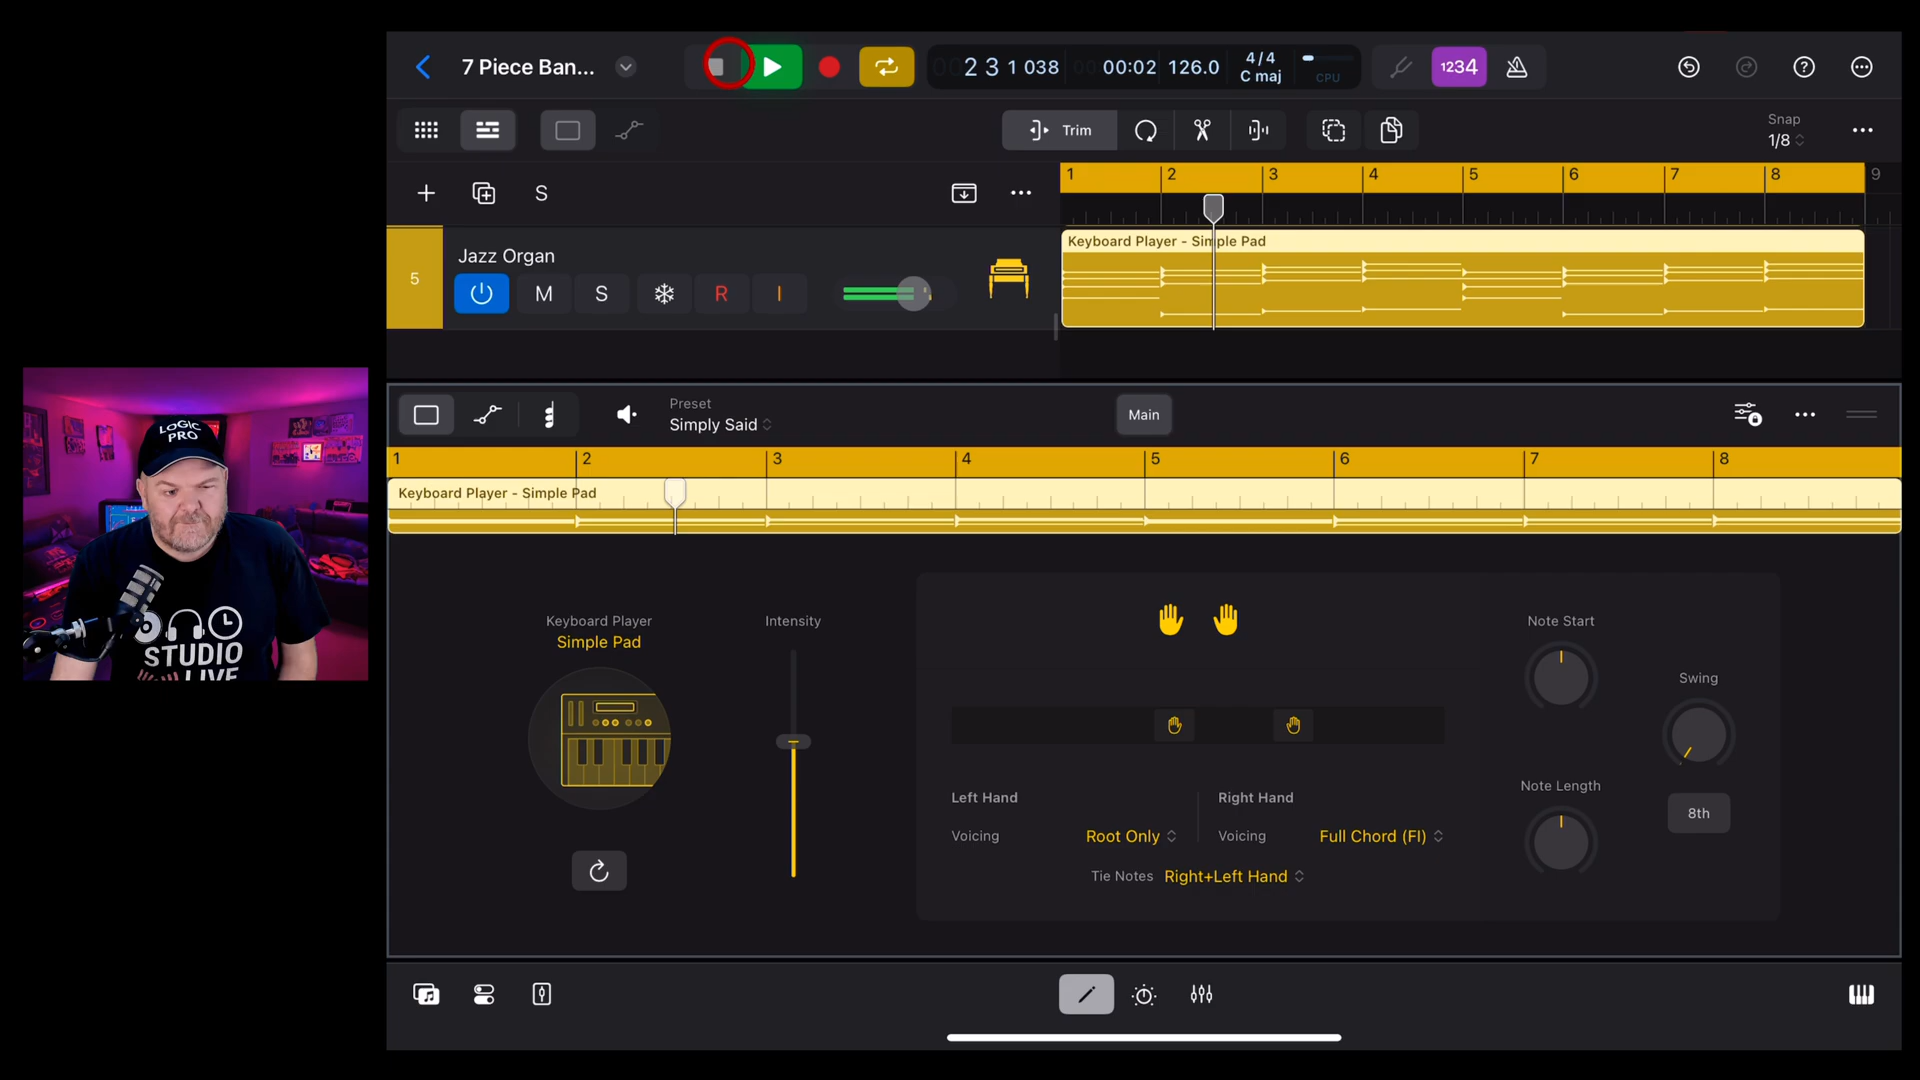 7 Piece Ban...
2 3 1 038
00:02
126.0
4/4
C maj
CPU
1234
?
Trim
Snap
1/8
S
1 2 3 4 5 6 7 8 9
5
Jazz Organ
M S R I
Keyboard Player - Simple Pad
Preset
Simply Said
Main
1 2 3 4 5 6 7 8
Keyboard Player - Simple Pad
Keyboard Player
Simple Pad
Intensity
Note Start
Swing
Left Hand
Right Hand
Voicing
Root Only
Voicing
Full Chord (FI)
Tie Notes
Right+Left Hand
Note Length
8th
LOGIC
PRO
STUDIO
LIVE